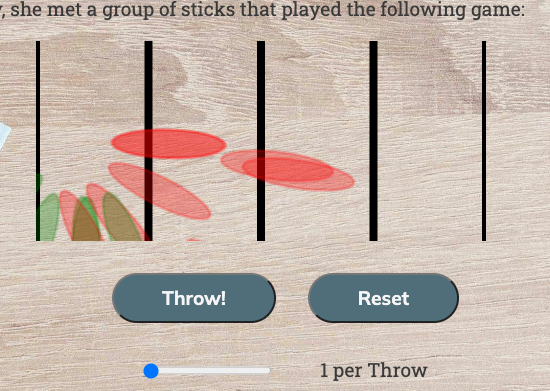 , she met a group of sticks that played the following game:
Throw!
Reset
1 per Throw